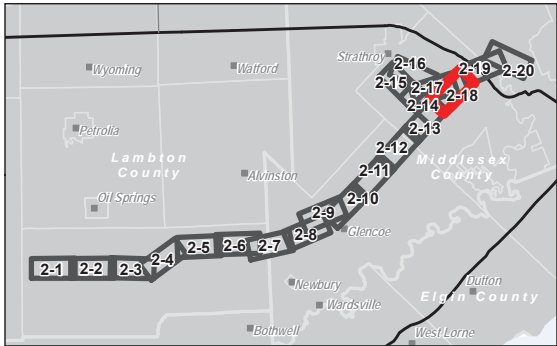 Strathroy
2-16
2-19
2-20
Wyoming
Watford
2-15
2-17
2-18
2-14
Petrolia
2-13
Lambton
County
2-12
Middlesex
County
2-11
Alvinston
Oil Springs
2-10
2-9
2-8
Glencoe
2-5
2-6
2-7
2-4
2-1
2-2
2-3
Newbury
Dutton
Elgin County
Wardsville
Bothwell
West Lorne